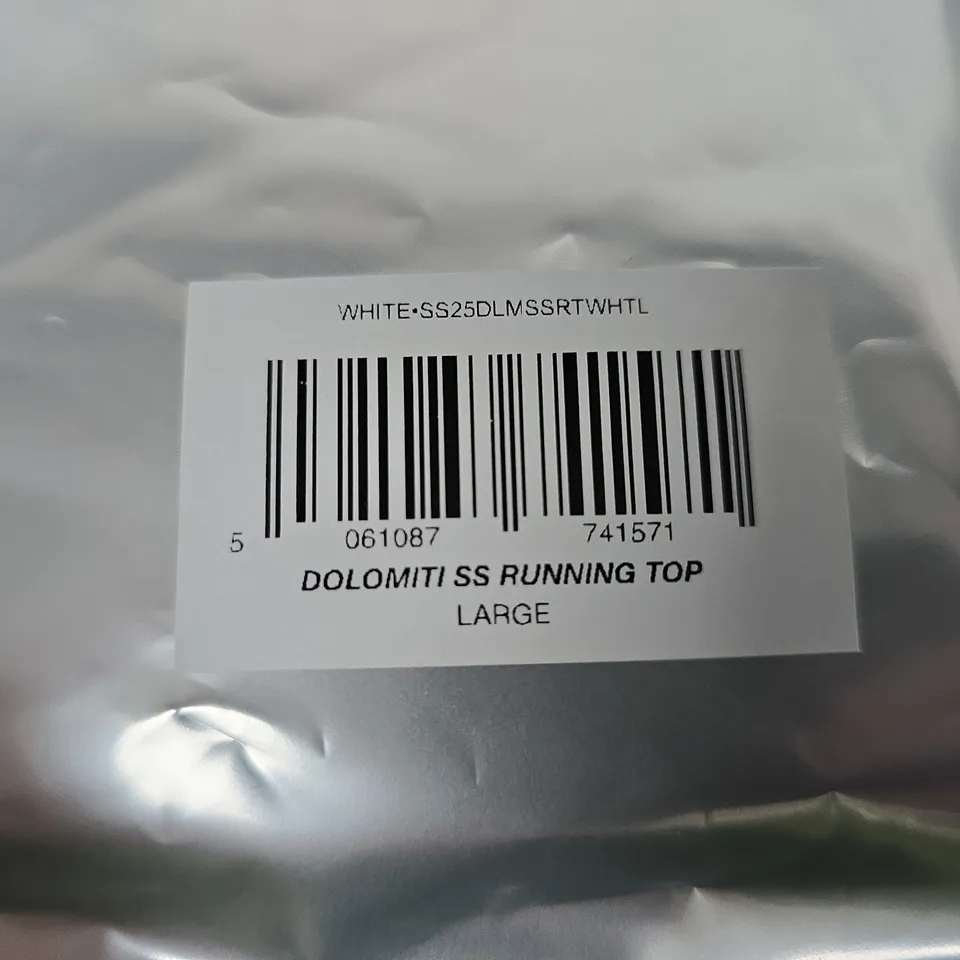 WHITE•SS25DLMSSRTWHTL
5 061087 741571
DOLOMITI SS RUNNING TOP
LARGE